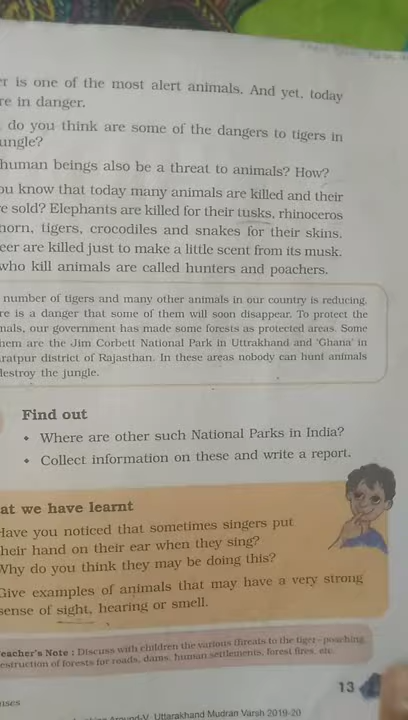 er is one of the most alert animals. And yet, today
re in danger.
do you think are some of the dangers to tigers in
ungle?
human beings also be a threat to animals? How?
ou know that today many animals are killed and their
e sold? Elephants are killed for their tusks, rhinoceros
horn, tigers, crocodiles and snakes for their skins.
eer are killed just to make a little scent from its musk.
who kill animals are called hunters and poachers.
number of tigers and many other animals in our country is reducing.
re is a danger that some of them will soon disappear. To protect the
mals, our government has made some forests as protected areas. Some
hem are the Jim Corbett National Park in Uttrakhand and 'Ghana' in
ratpur district of Rajasthan. In these areas nobody can hunt animals
destroy the jungle.
Find out
• Where are other such National Parks in India?
• Collect information on these and write a report.
at we have learnt
Have you noticed that sometimes singers put
their hand on their ear when they sing?
Why do you think they may be doing this?
Give examples of animals that may have a very strong
sense of sight, hearing or smell.
eacher's Note : Discuss with children the various threats to the tiger–poaching,
estruction of forests for roads, dams, human settlements, forest fires, etc.
13
nses
Around-V, Uttarakhand Mudran Varsh 2019-20